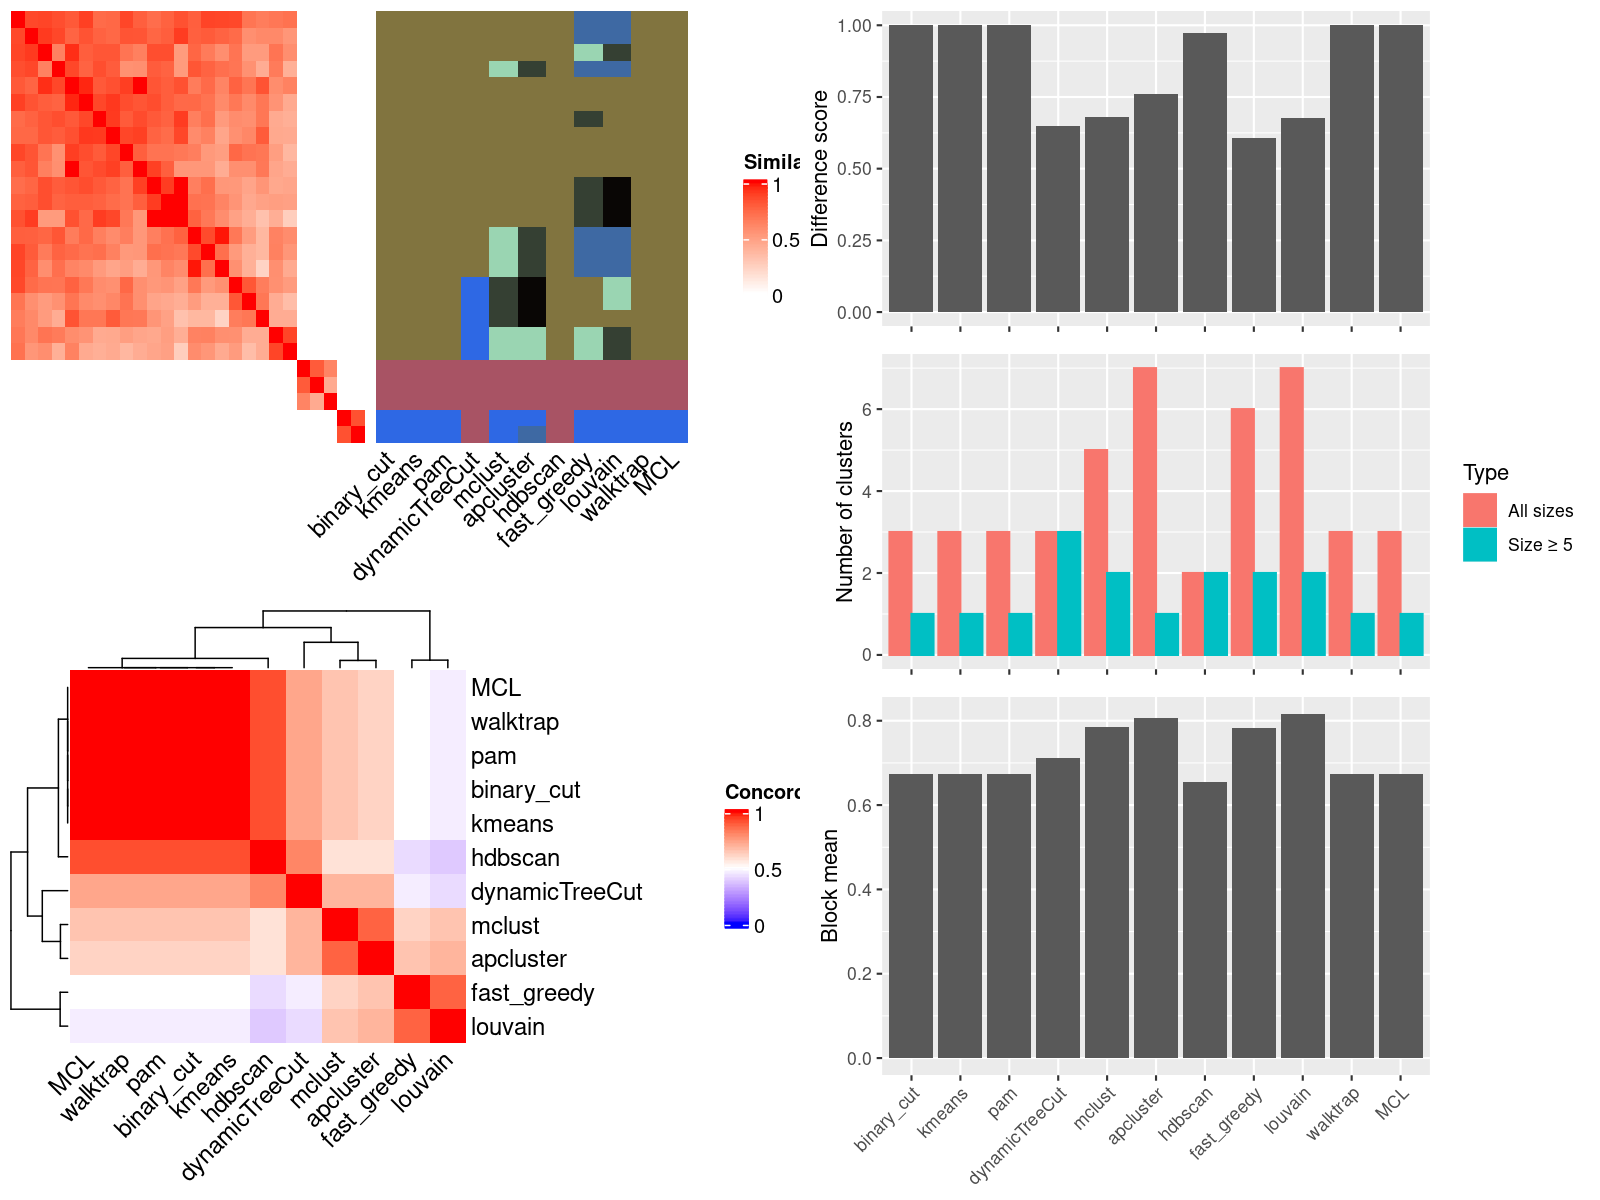 Simila
1
0.5
0
binary_cut
kmeans
pam
dynamicTreeCut
mclust
apcluster
hdbscan
fast_greedy
louvain
walktrap
MCL
MCL
walktrap
pam
binary_cut
kmeans
hdbscan
dynamicTreeCut
mclust
apcluster
fast_greedy
louvain
MCL
walktrap
pam
binary_cut
kmeans
hdbscan
dynamicTreeCut
mclust
apcluster
fast_greedy
louvain
Concord
1
0.5
0
Difference score
1.00
0.75
0.50
0.25
0.00
Number of clusters
6
4
2
0
Type
All sizes
Size ≥ 5
Block mean
0.8
0.6
0.4
0.2
0.0
binary_cut
kmeans
pam
dynamicTreeCut
mclust
apcluster
hdbscan
fast_greedy
louvain
walktrap
MCL